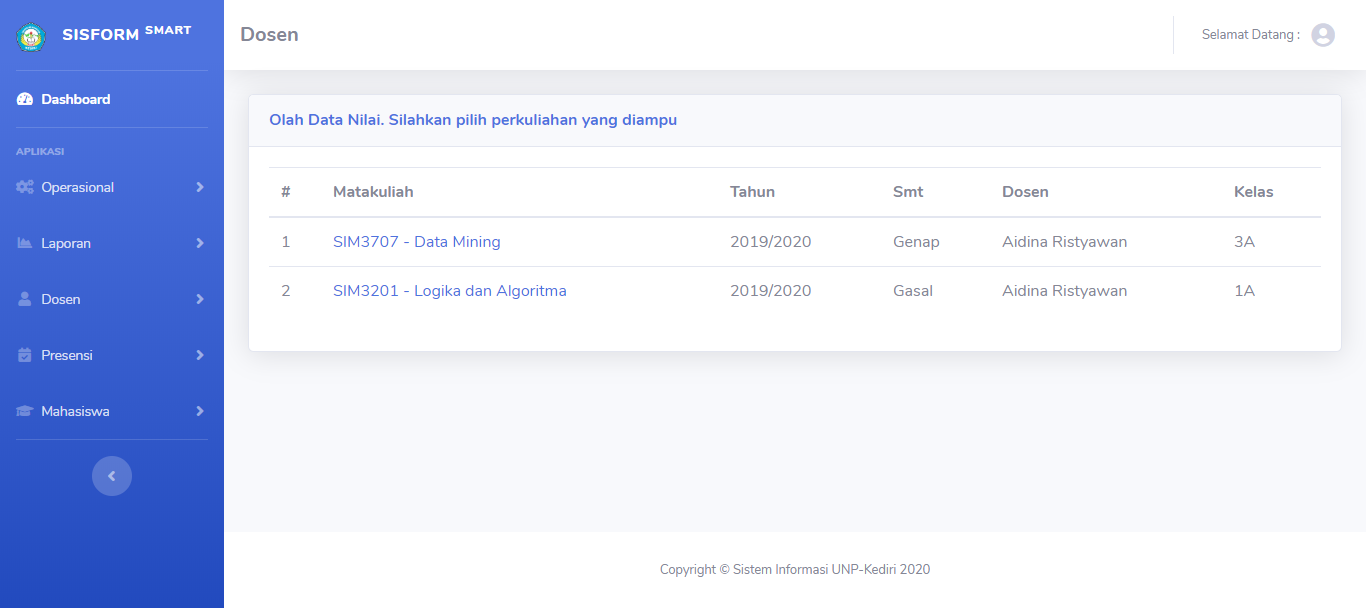 SISFORM SMART
Dosen
Selamat Datang :
Dashboard
APLIKASI
Operasional
Laporan
Dosen
Presensi
Mahasiswa
Olah Data Nilai. Silahkan pilih perkuliahan yang diampu
# Matakuliah Tahun Smt Dosen Kelas
1 SIM3707 - Data Mining 2019/2020 Genap Aidina Ristyawan 3A
2 SIM3201 - Logika dan Algoritma 2019/2020 Gasal Aidina Ristyawan 1A
Copyright © Sistem Informasi UNP-Kediri 2020